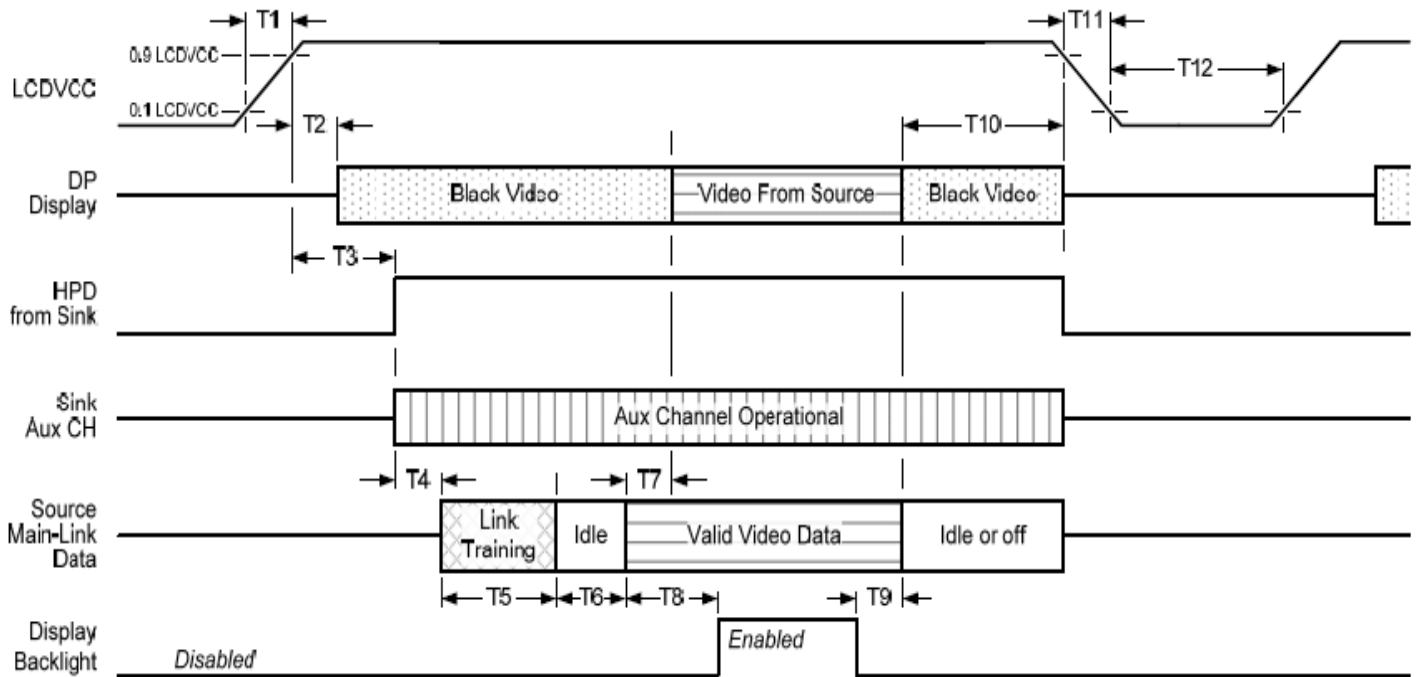 T1
T11
0.9 LCDVCC
T12
LCDVCC
0.1 LCDVCC
T2
T10
DP
Display
Black Video
Video From Source
Black Video
T3
HPD
from Sink
Sink
Aux CH
Aux Channel Operational
T4
T7
Source
Main-Link
Data
Link
Training
Idle
Valid Video Data
Idle or off
T5
T6
T8
T9
Display
Backlight
Disabled
Enabled